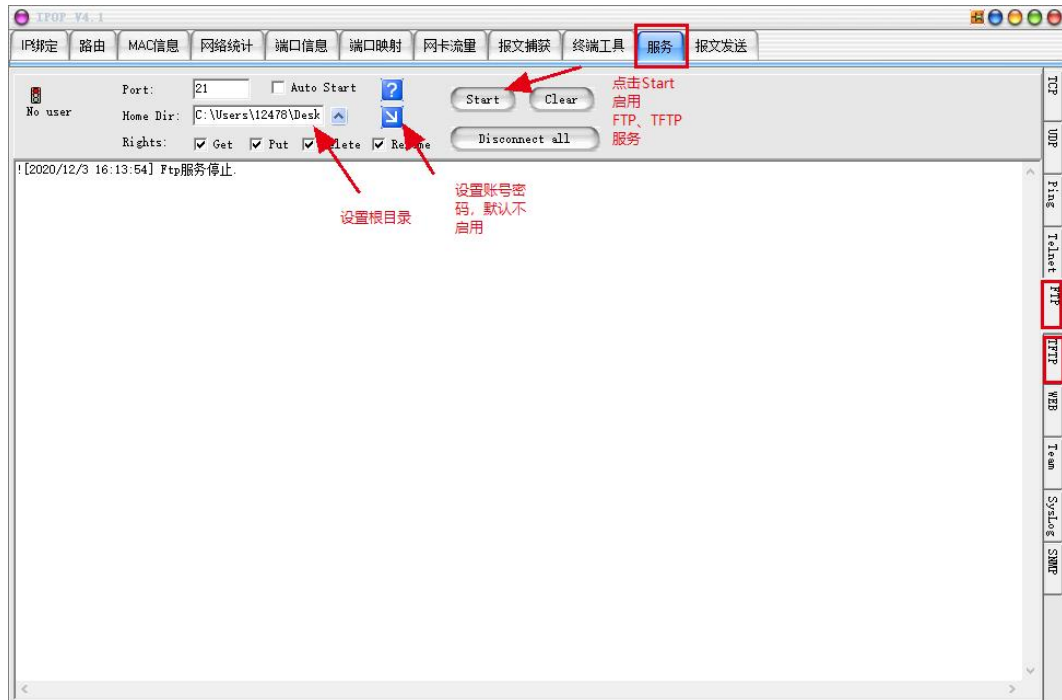 IPOP V4.1
IP绑定 路由 MAC信息 网络统计 端口信息 端口映射 网卡流量 报文捕获 终端工具 服务 报文发送
Port: 21 Auto Start ?
No user
Home Dir: C:\Users\12478\Desk
Rights: Get Put
Start Clear
Disconnect all
点击Start
启用
FTP、TFTP
服务
![2020/12/3 16:13:54] Ftp服务停止.
设置根目录
设置账号密
码，默认不
启用
TCP
UDP
Ping
Telnet
FTP
TFTP
WEB
Team
SysLog
SNMP